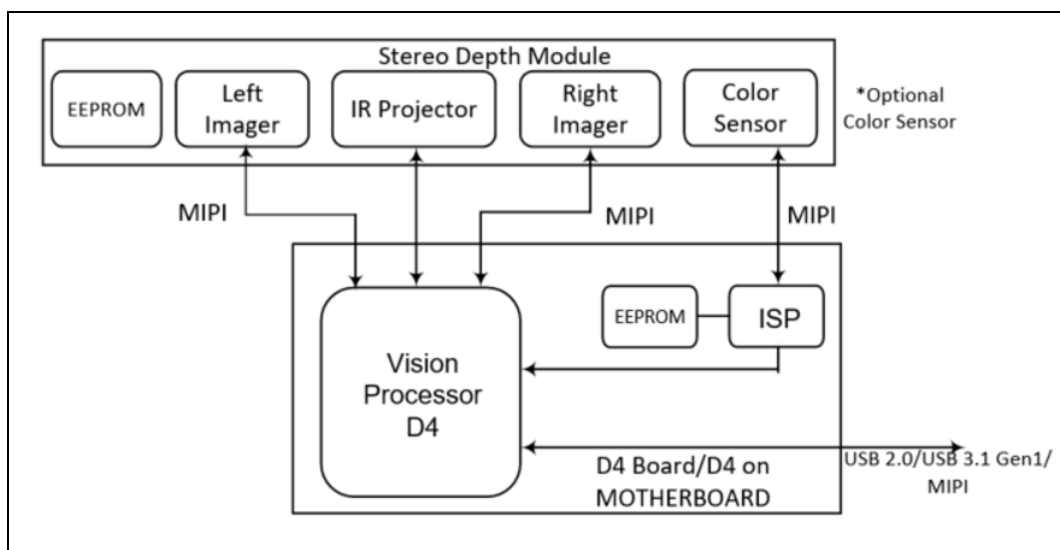 Stereo Depth Module
EEPROM
Left
Imager
IR Projector
Right
Imager
Color
Sensor
*Optional
Color Sensor
MIPI
MIPI
MIPI
EEPROM
ISP
Vision
Processor
D4
D4 Board/D4 on
MOTHERBOARD
USB 2.0/USB 3.1 Gen1/
MIPI